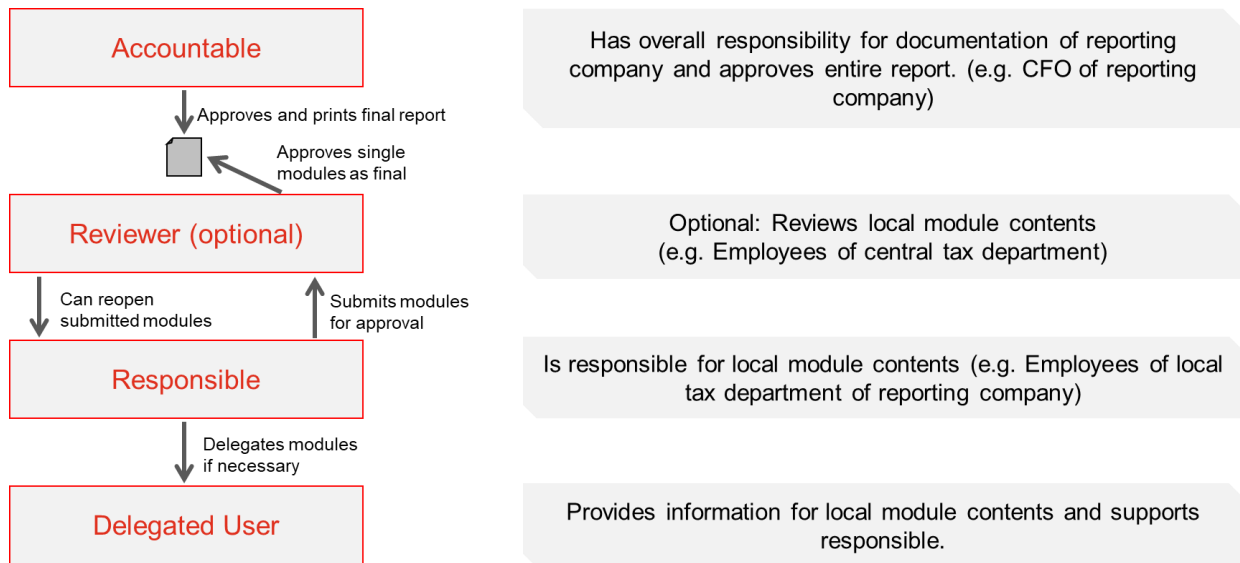 Accountable
Has overall responsibility for documentation of reporting
company and approves entire report. (e.g. CFO of reporting
company)
Approves and prints final report
Approves single
modules as final
Reviewer (optional)
Optional: Reviews local module contents
(e.g. Employees of central tax department)
Can reopen
submitted modules
Submits modules
for approval
Responsible
Is responsible for local module contents (e.g. Employees of local
tax department of reporting company)
Delegates modules
if necessary
Delegated User
Provides information for local module contents and supports
responsible.